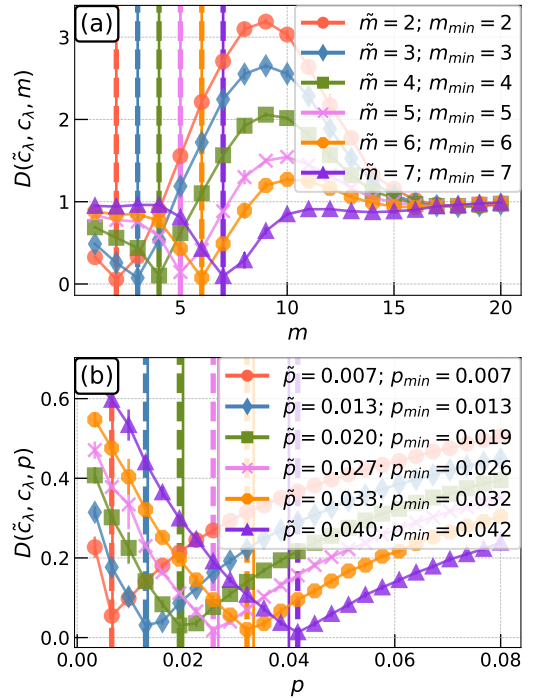 (a)
D(c̃_λ, c_λ, m)
3
2
1
0
m̃ = 2; m_min = 2
m̃ = 3; m_min = 3
m̃ = 4; m_min = 4
m̃ = 5; m_min = 5
m̃ = 6; m_min = 6
m̃ = 7; m_min = 7
5 10 15 20
m
(b)
D(c̃_λ, c_λ, p)
0.6
0.4
0.2
0.0
p̃ = 0.007; p_min = 0.007
p̃ = 0.013; p_min = 0.013
p̃ = 0.020; p_min = 0.019
p̃ = 0.027; p_min = 0.026
p̃ = 0.033; p_min = 0.032
p̃ = 0.040; p_min = 0.042
0.00 0.02 0.04 0.06 0.08
p